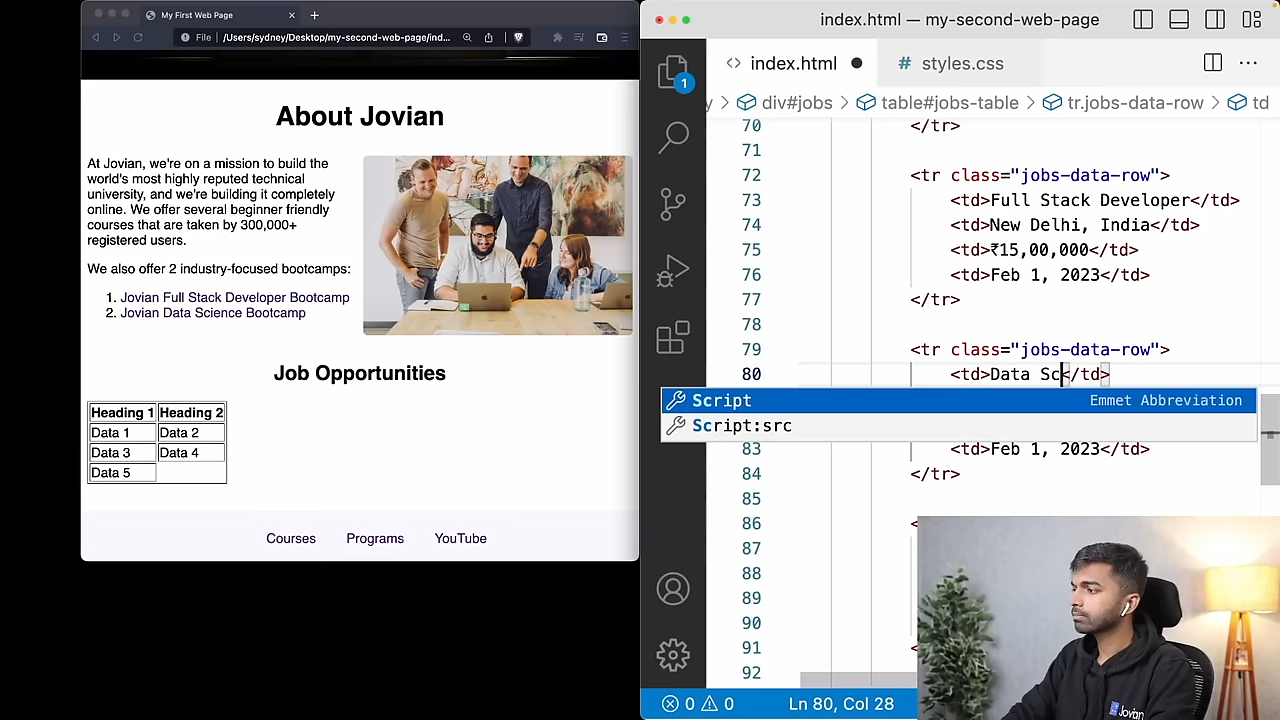 My First Web Page
File
/Users/sydney/Desktop/my-second-web-page/ind...
About Jovian
At Jovian, we're on a mission to build the
world's most highly reputed technical
university, and we're building it completely
online. We offer several beginner friendly
courses that are taken by 300,000+
registered users.
We also offer 2 industry-focused bootcamps:
1. Jovian Full Stack Developer Bootcamp
2. Jovian Data Science Bootcamp
Job Opportunities
Heading 1 Heading 2
Data 1 Data 2
Data 3 Data 4
Data 5
Courses Programs YouTube
index.html — my-second-web-page
index.html
# styles.css
1
y > div#jobs > table#jobs-table > tr.jobs-data-row > td
70 </tr>
71
72 <tr class="jobs-data-row">
73 <td>Full Stack Developer</td>
74 <td>New Delhi, India</td>
75 <td>₹15,00,000</td>
76 <td>Feb 1, 2023</td>
77 </tr>
78
79 <tr class="jobs-data-row">
80 <td>Data Sc</td>
Script Emmet Abbreviation
Script:src
83 <td>Feb 1, 2023</td>
84 </tr>
85
86 <
87
88
89
90
91 <
92
0 0 Ln 80, Col 28
Jovian